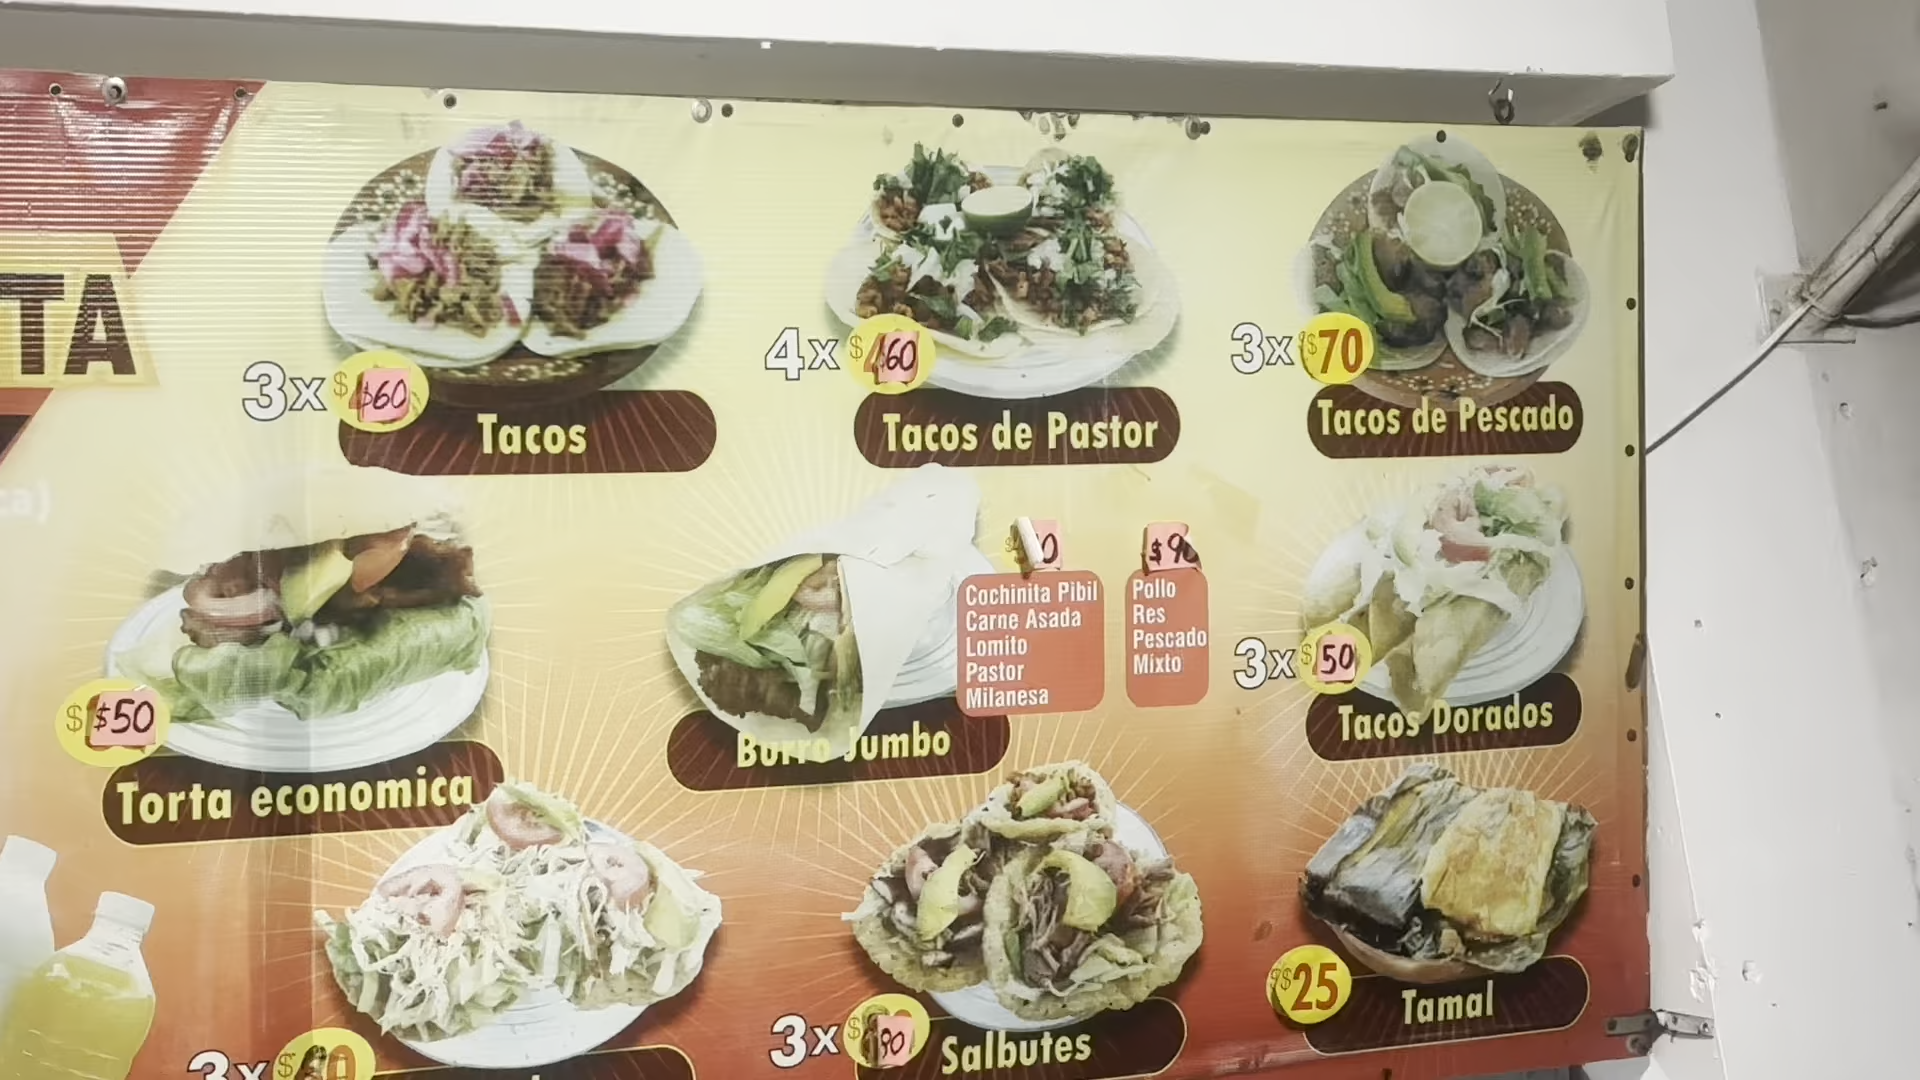 TA
3x $ $60
Tacos
4x $ 60
Tacos de Pastor
3x $70
Tacos de Pescado
$ $50
Torta economica
Burro Jumbo
$90
Cochinita Pibil
Carne Asada
Lomito
Pastor
Milanesa
Pollo
Res
Pescado
Mixto
3x $ 50
Tacos Dorados
3x
3x $ 90
Salbutes
$25
Tamal